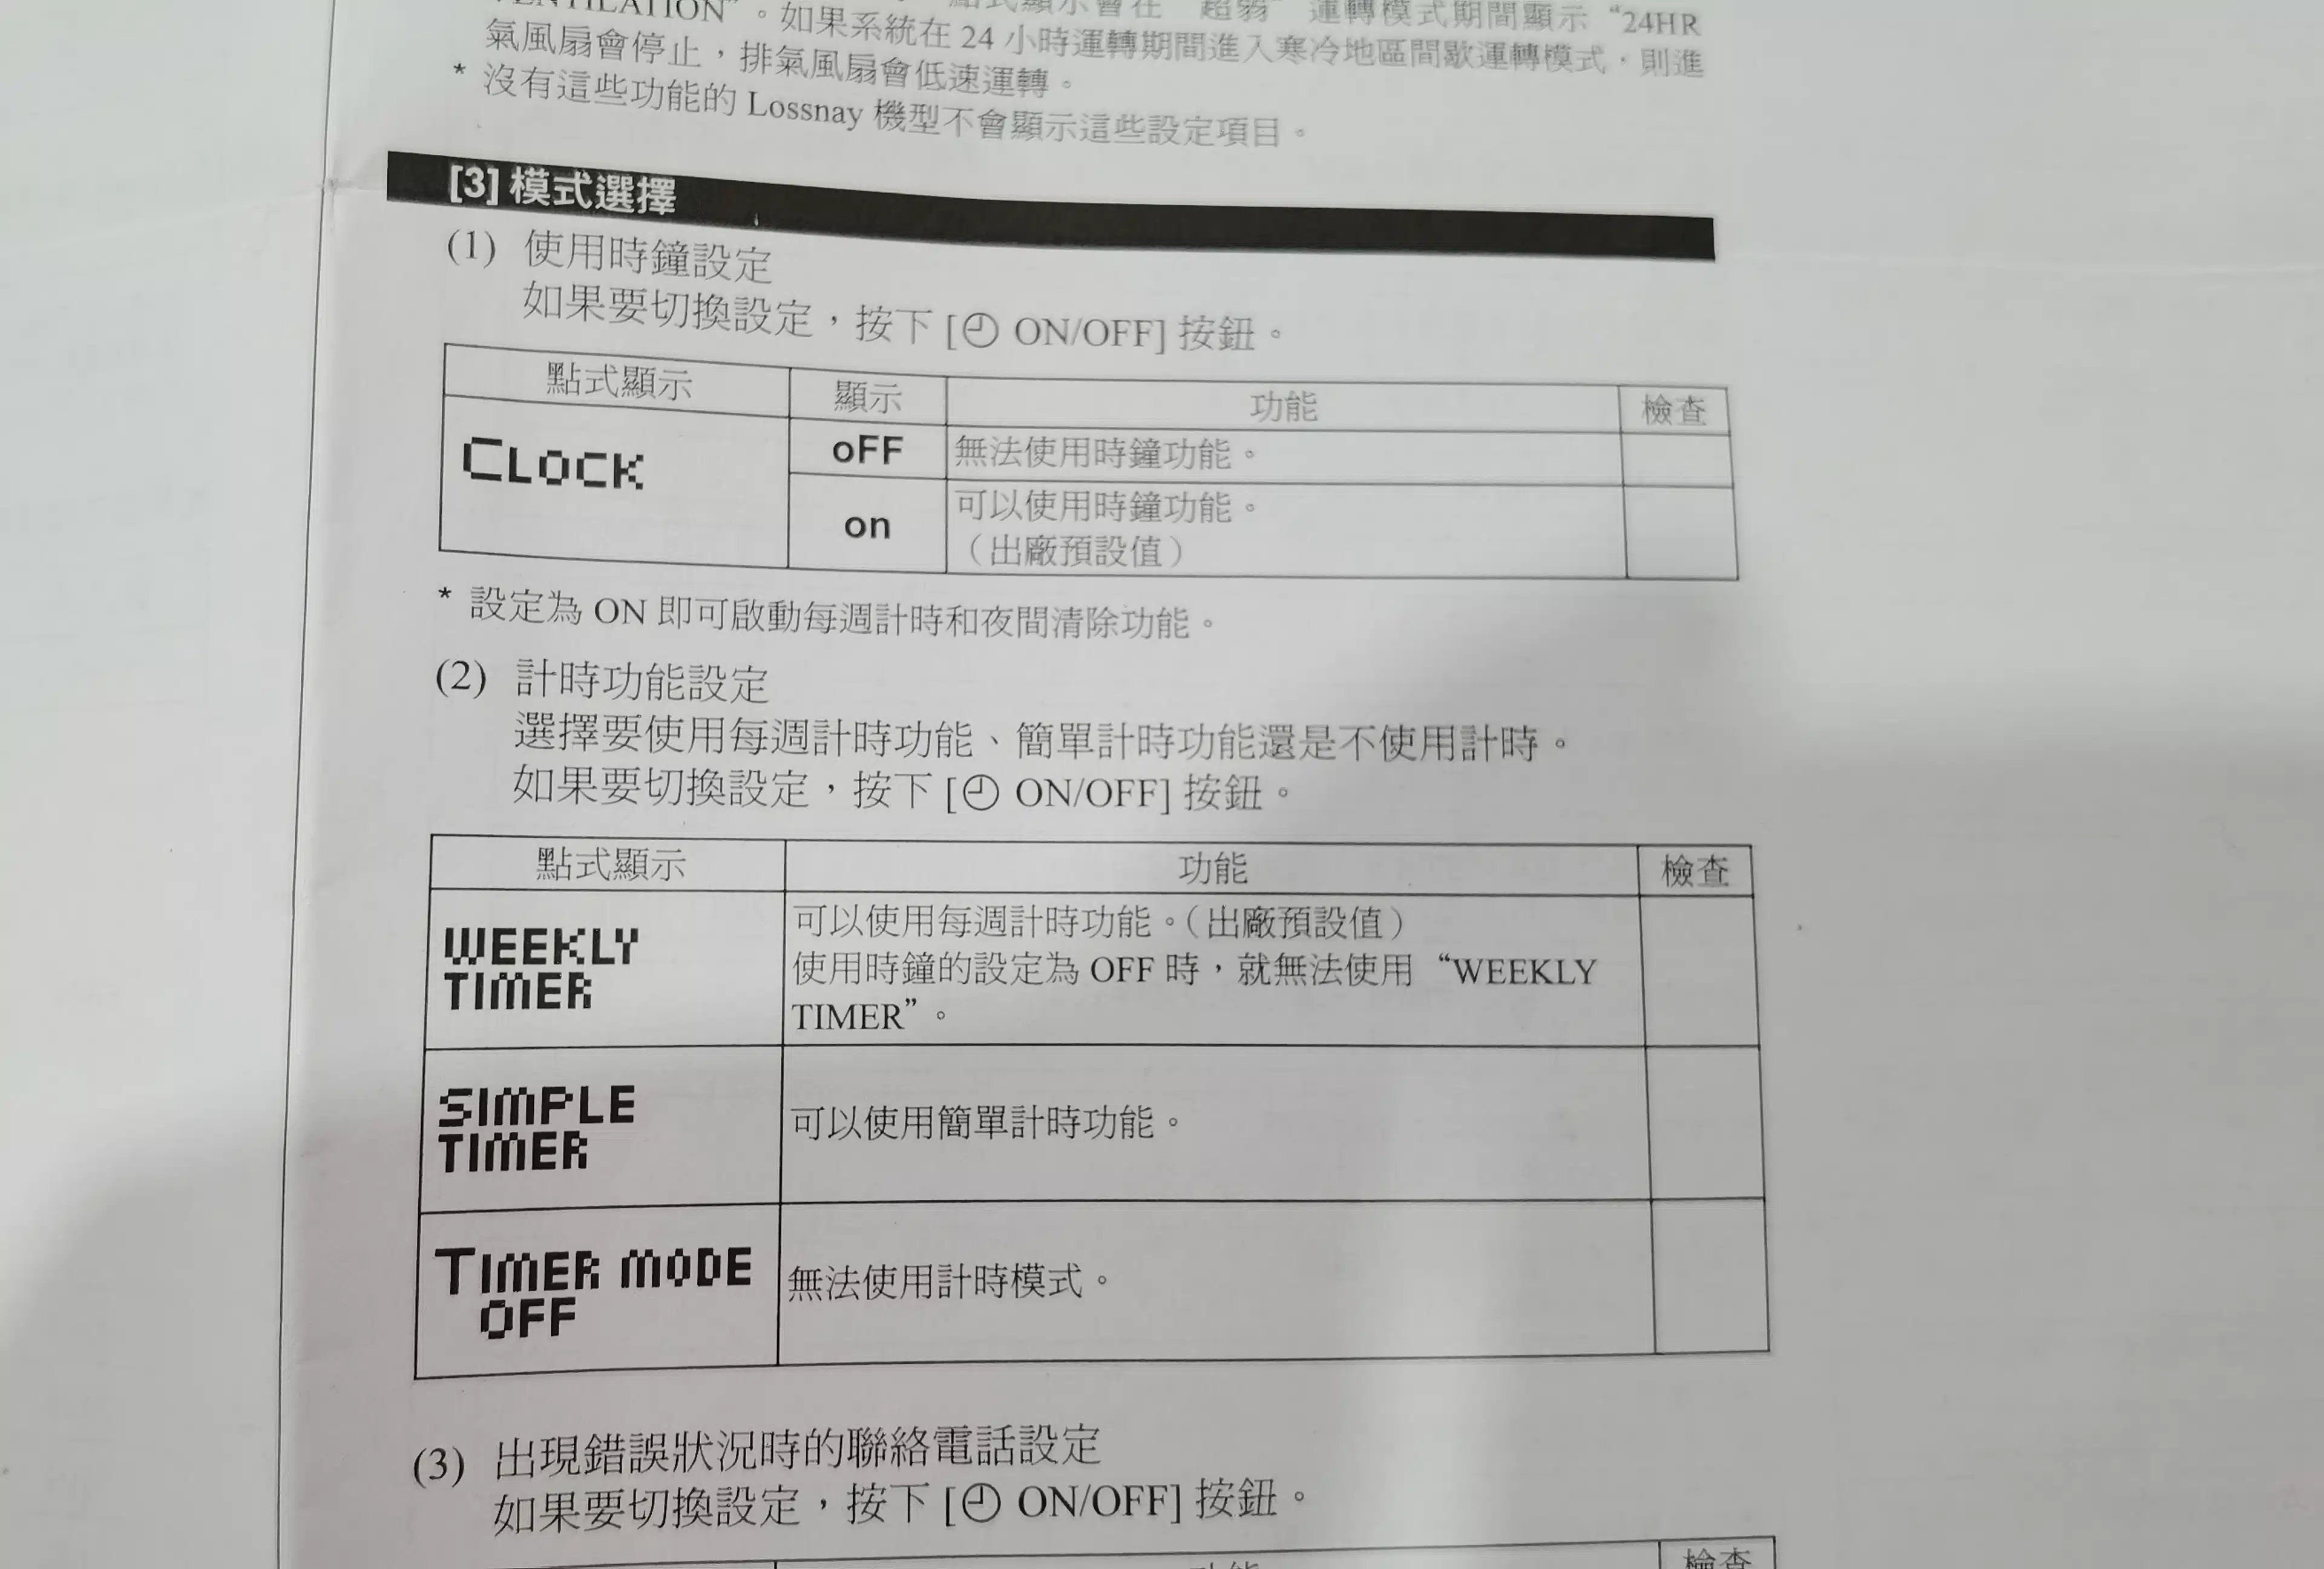 VENTILATION”。如果系統在 24 小時運轉期間進入寒冷地區間歇運轉模式，則進
點式顯示會在“超弱”運轉模式期間顯示“24HR
氣風扇會停止，排氣風扇會低速運轉。
* 沒有這些功能的 Lossnay 機型不會顯示這些設定項目。
[3] 模式選擇
(1) 使用時鐘設定
如果要切換設定，按下 [🕘 ON/OFF] 按鈕。
點式顯示 顯示 功能 檢查
CLOCK
oFF 無法使用時鐘功能。
on 可以使用時鐘功能。
（出廠預設值）
* 設定為 ON 即可啟動每週計時和夜間清除功能。
(2) 計時功能設定
選擇要使用每週計時功能、簡單計時功能還是不使用計時。
如果要切換設定，按下 [🕘 ON/OFF] 按鈕。
點式顯示 功能 檢查
WEEKLY
TIMER
可以使用每週計時功能。（出廠預設值）
使用時鐘的設定為 OFF 時，就無法使用“WEEKLY
TIMER”。
SIMPLE
TIMER
可以使用簡單計時功能。
TIMER MODE
OFF
無法使用計時模式。
(3) 出現錯誤狀況時的聯絡電話設定
如果要切換設定，按下 [🕘 ON/OFF] 按鈕。
功能 檢查